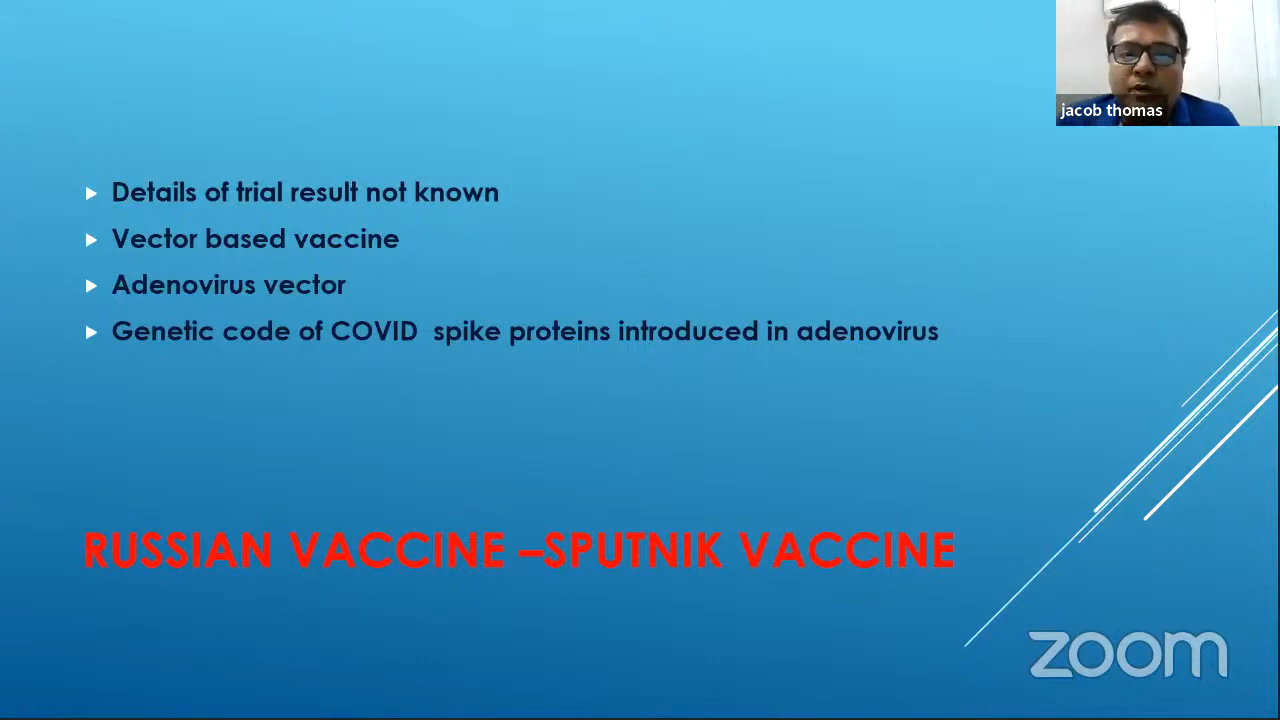 jacob thomas
Details of trial result not known
Vector based vaccine
Adenovirus vector
Genetic code of COVID  spike proteins introduced in adenovirus
RUSSIAN VACCINE –SPUTNIK VACCINE
zoom